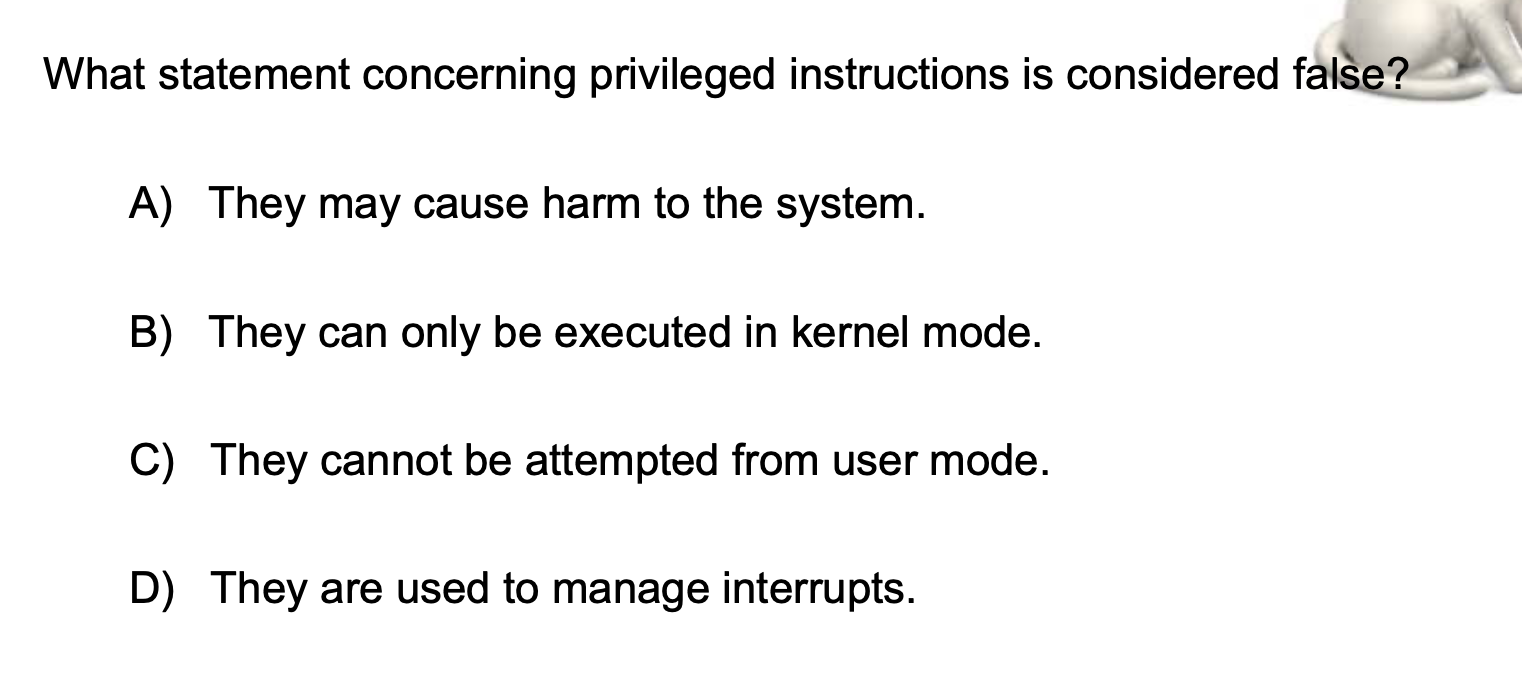 What statement concerning privileged instructions is considered false?
A) They may cause harm to the system.
B) They can only be executed in kernel mode.
C) They cannot be attempted from user mode.
D) They are used to manage interrupts.